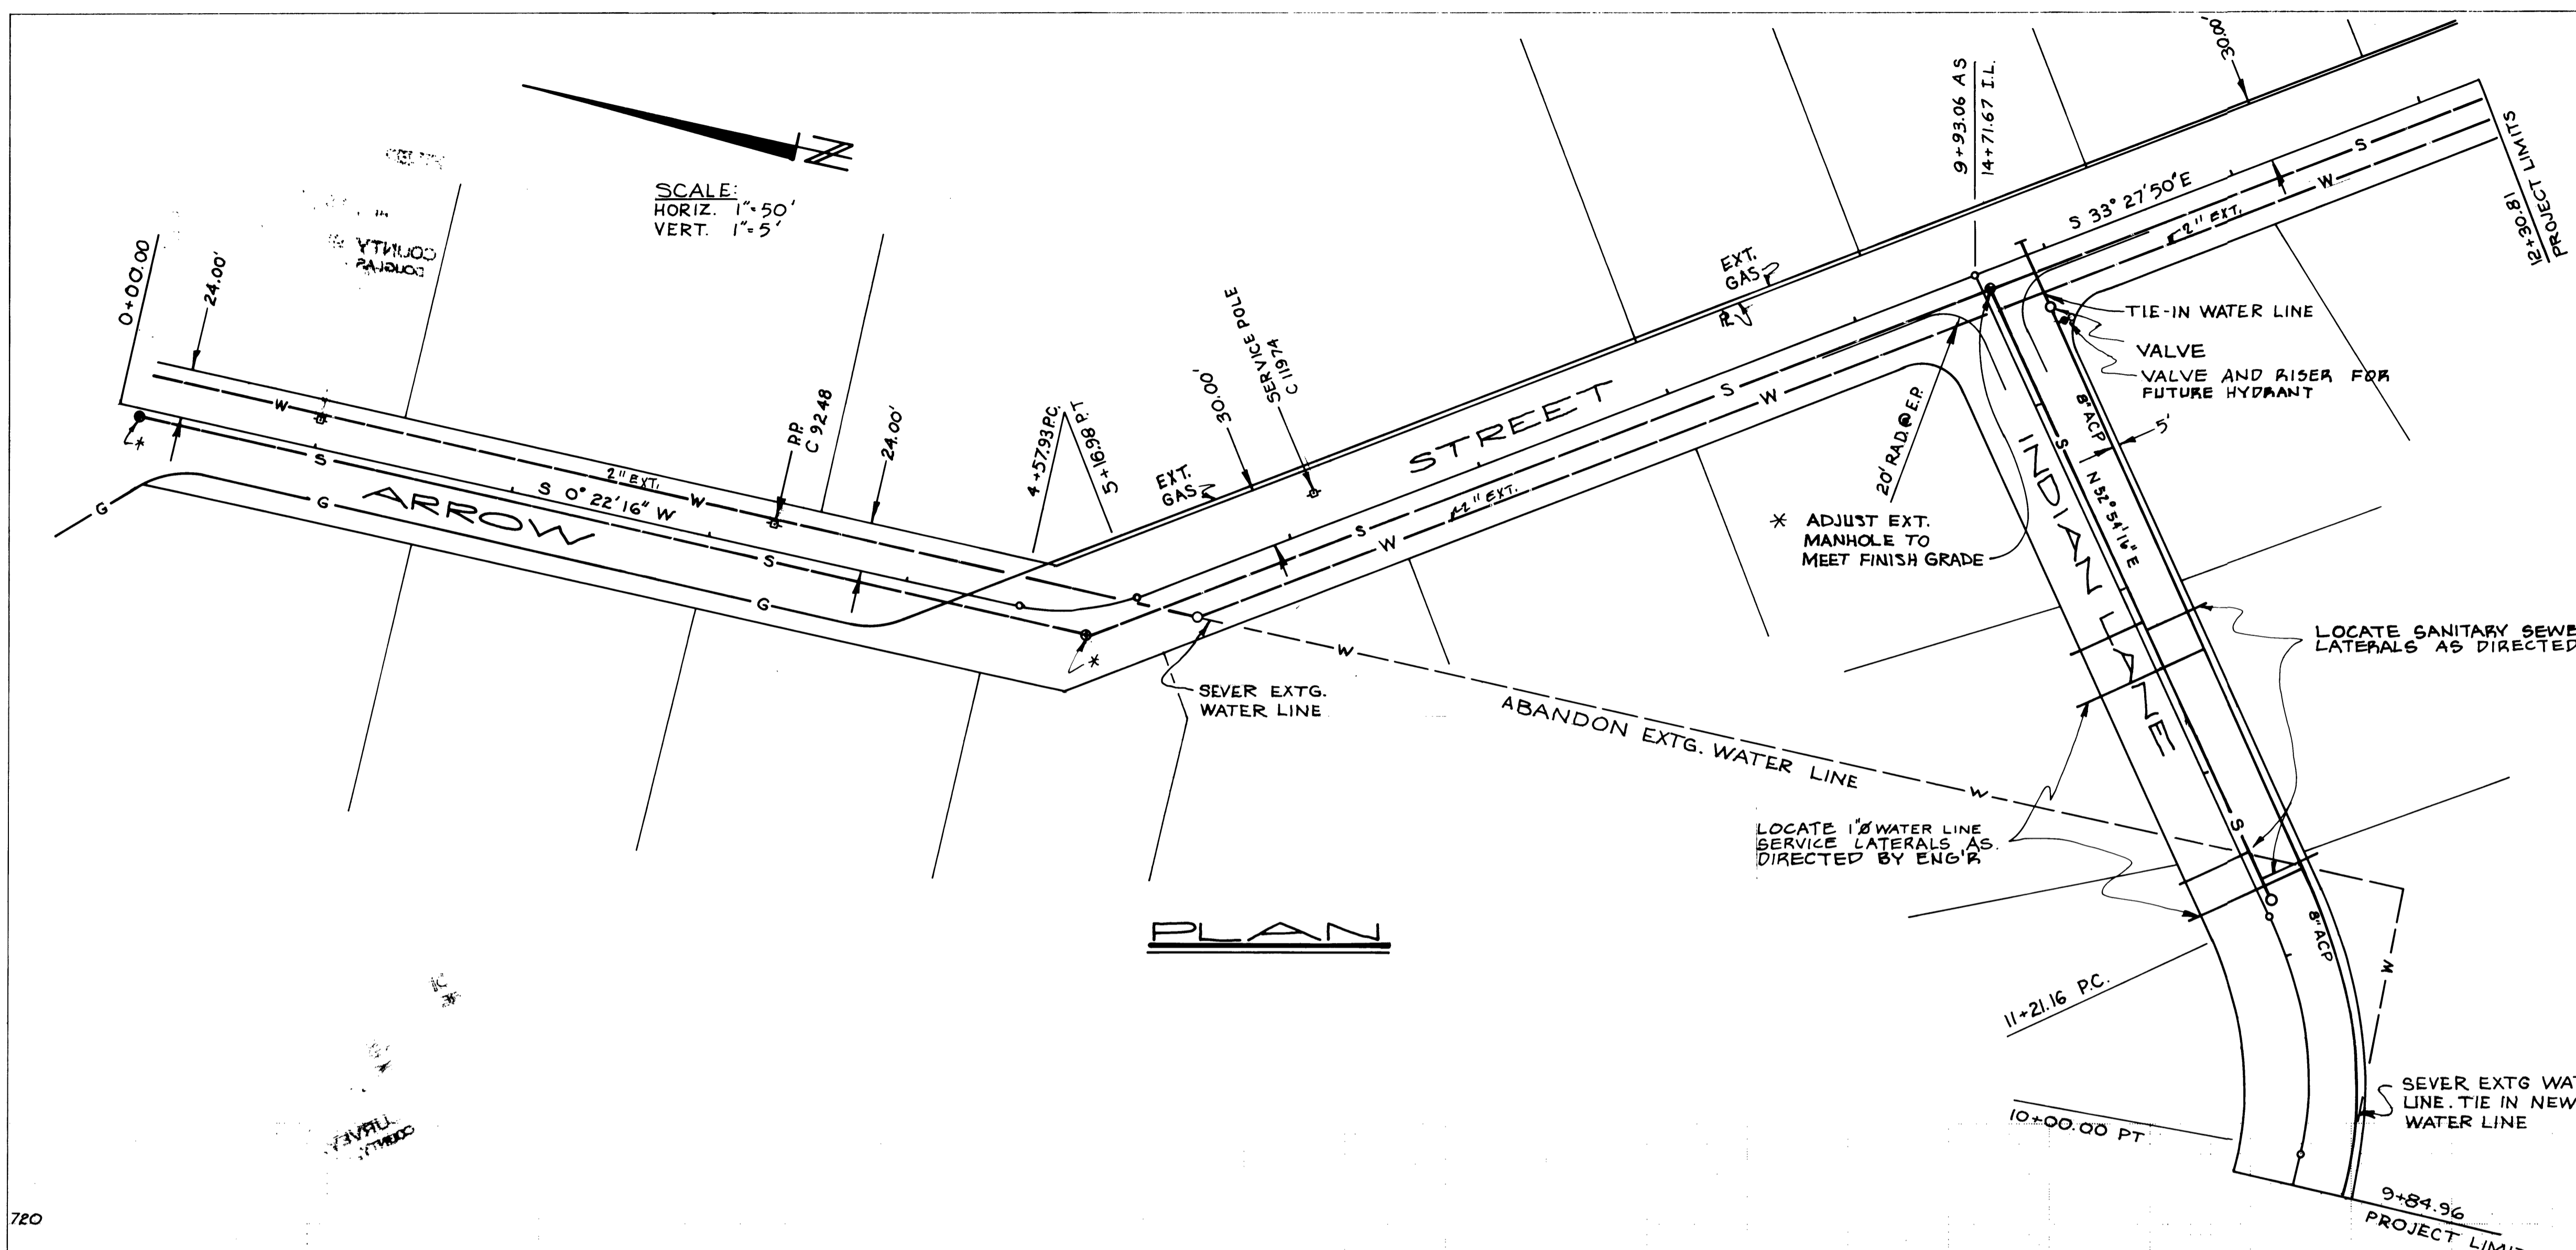 SCALE:
HORIZ. 1"=50'
VERT. 1"=5'
N
0+00.00
24.00'
W
2" EXT.
W
P.P.
C 9248
24.00'
*
S
S 0° 22' 16" W
S
G
G
G
ARROW
4+57.93 P.C.
5+16.98 P.T
EXT.
GAS
30.00'
SERVICE POLE
C 11974
STREET
EXT.
GAS
9+93.06 AS
14+71.67 I.L.
30.00'
S 33° 27' 50" E
S
W
2" EXT.
12+30.81
PROJECT LIMITS
S
S
W
W
2" EXT.
20' RAD. @ E.P.
TIE-IN WATER LINE
VALVE
VALVE AND RISER FOR
FUTURE HYDRANT
8" ACP
5'
* ADJUST EXT.
MANHOLE TO
MEET FINISH GRADE
INDIAN LANE
S
N 52° 54' 16" E
*
SEVER EXTG.
WATER LINE
W
ABANDON EXTG. WATER LINE
W
LOCATE SANITARY SEWE
LATERALS AS DIRECTED
LOCATE 1"Ø WATER LINE
SERVICE LATERALS AS
DIRECTED BY ENG'R
S
8" ACP
W
PLAN
11+21.16 P.C.
10+00.00 PT
SEVER EXTG WAT
LINE. TIE IN NEW
WATER LINE
9+84.96
PROJECT LIMIT
720